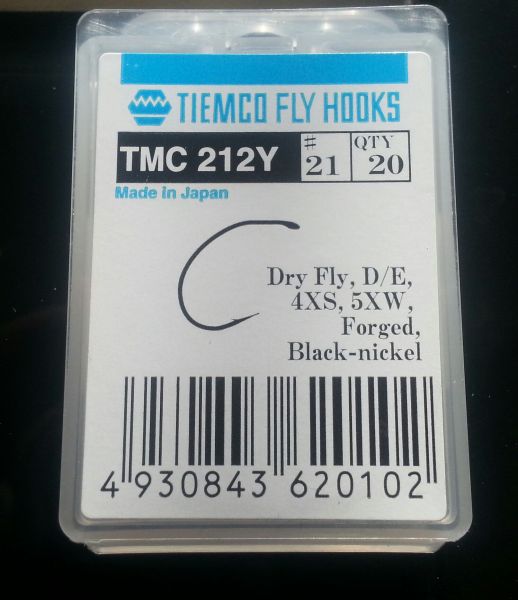 TIEMCO FLY HOOKS
TMC 212Y # 21 QTY 20
Made in Japan
Dry Fly, D/E,
4XS, 5XW,
Forged,
Black-nickel
4 930843 620102